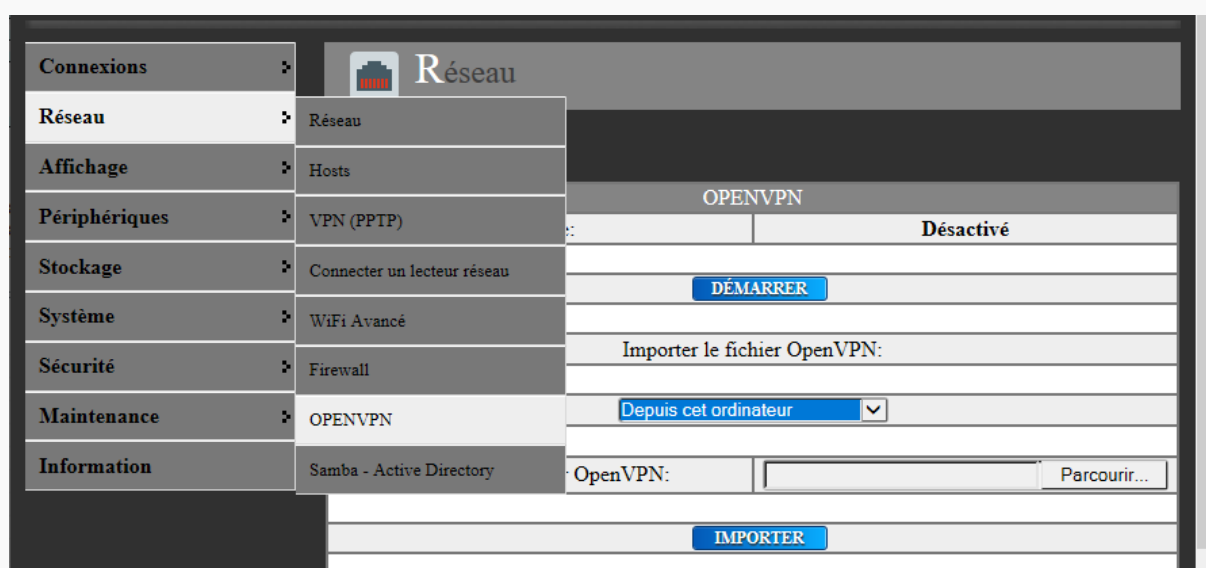 Connexions
Réseau
Affichage
Périphériques
Stockage
Système
Sécurité
Maintenance
Information
Réseau
Hosts
VPN (PPTP)
Connecter un lecteur réseau
WiFi Avancé
Firewall
OPENVPN
Samba - Active Directory
Réseau
OPENVPN
Désactivé
DÉMARRER
Importer le fichier OpenVPN:
Depuis cet ordinateur
OpenVPN:
Parcourir...
IMPORTER